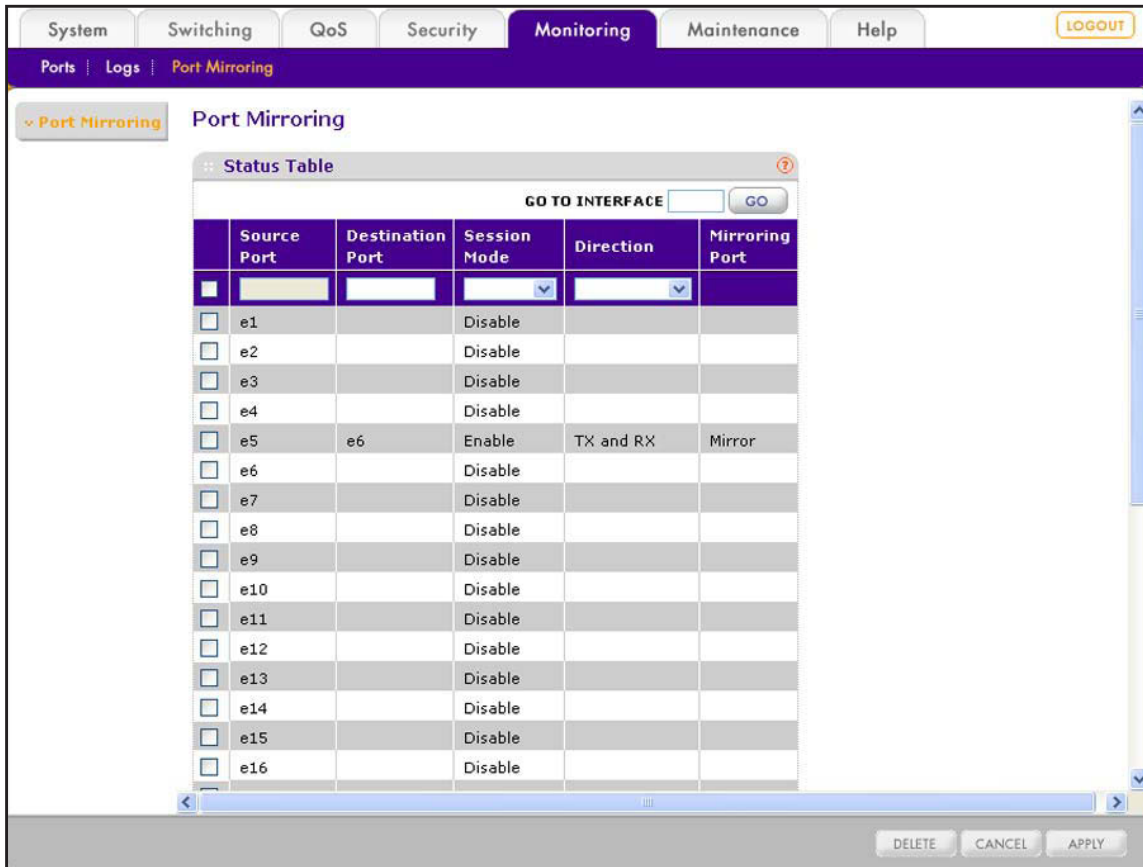 System Switching QoS Security Monitoring Maintenance Help LOGOUT
Ports Logs Port Mirroring
Port Mirroring
Port Mirroring
Status Table ?
GO TO INTERFACE GO
Source Port Destination Port Session Mode Direction Mirroring Port
e1 Disable
e2 Disable
e3 Disable
e4 Disable
e5 e6 Enable TX and RX Mirror
e6 Disable
e7 Disable
e8 Disable
e9 Disable
e10 Disable
e11 Disable
e12 Disable
e13 Disable
e14 Disable
e15 Disable
e16 Disable
DELETE CANCEL APPLY